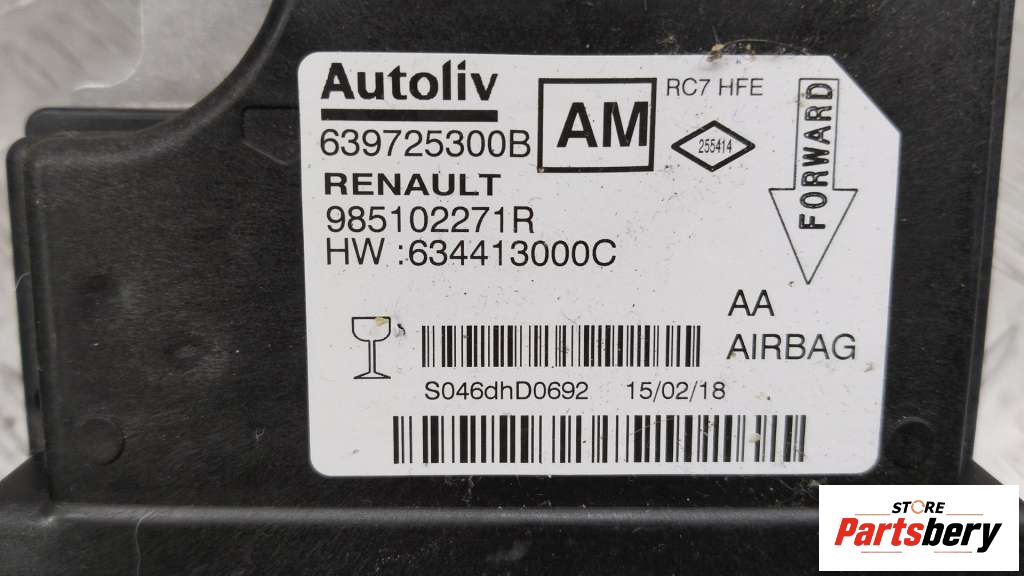 Autoliv
639725300B
AM
RC7 HFE
255414
FORWARD
RENAULT
985102271R
HW :634413000C
AA
AIRBAG
S046dhD0692 15/02/18
STORE
Partsbery